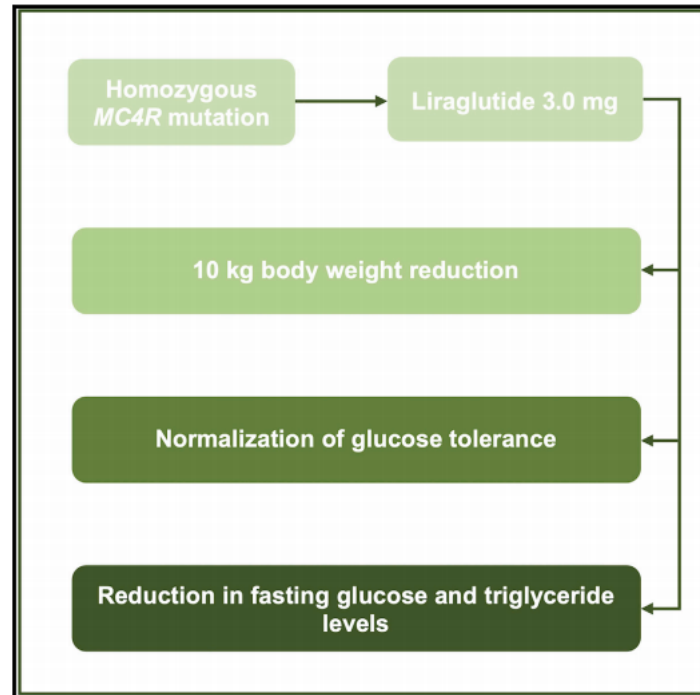 Homozygous
MC4R mutation
Liraglutide 3.0 mg
10 kg body weight reduction
Normalization of glucose tolerance
Reduction in fasting glucose and triglyceride
levels